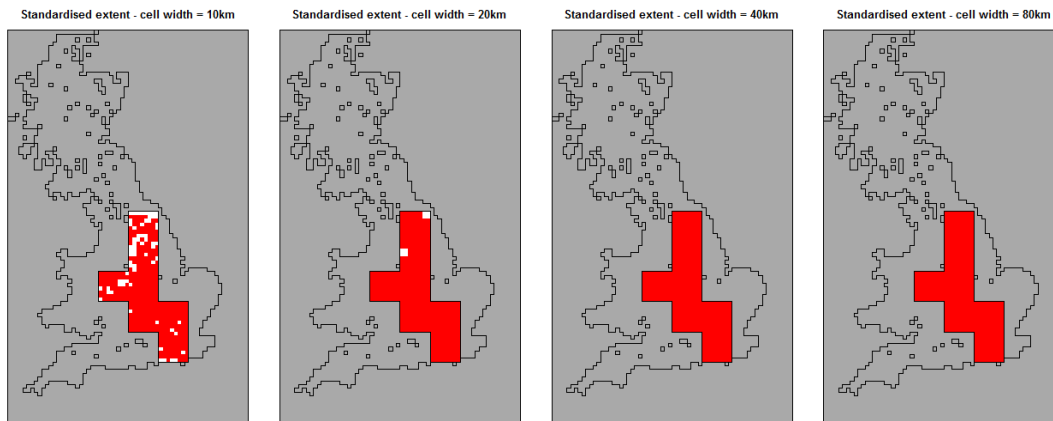 Standardised extent - cell width = 10km
Standardised extent - cell width = 20km
Standardised extent - cell width = 40km
Standardised extent - cell width = 80km